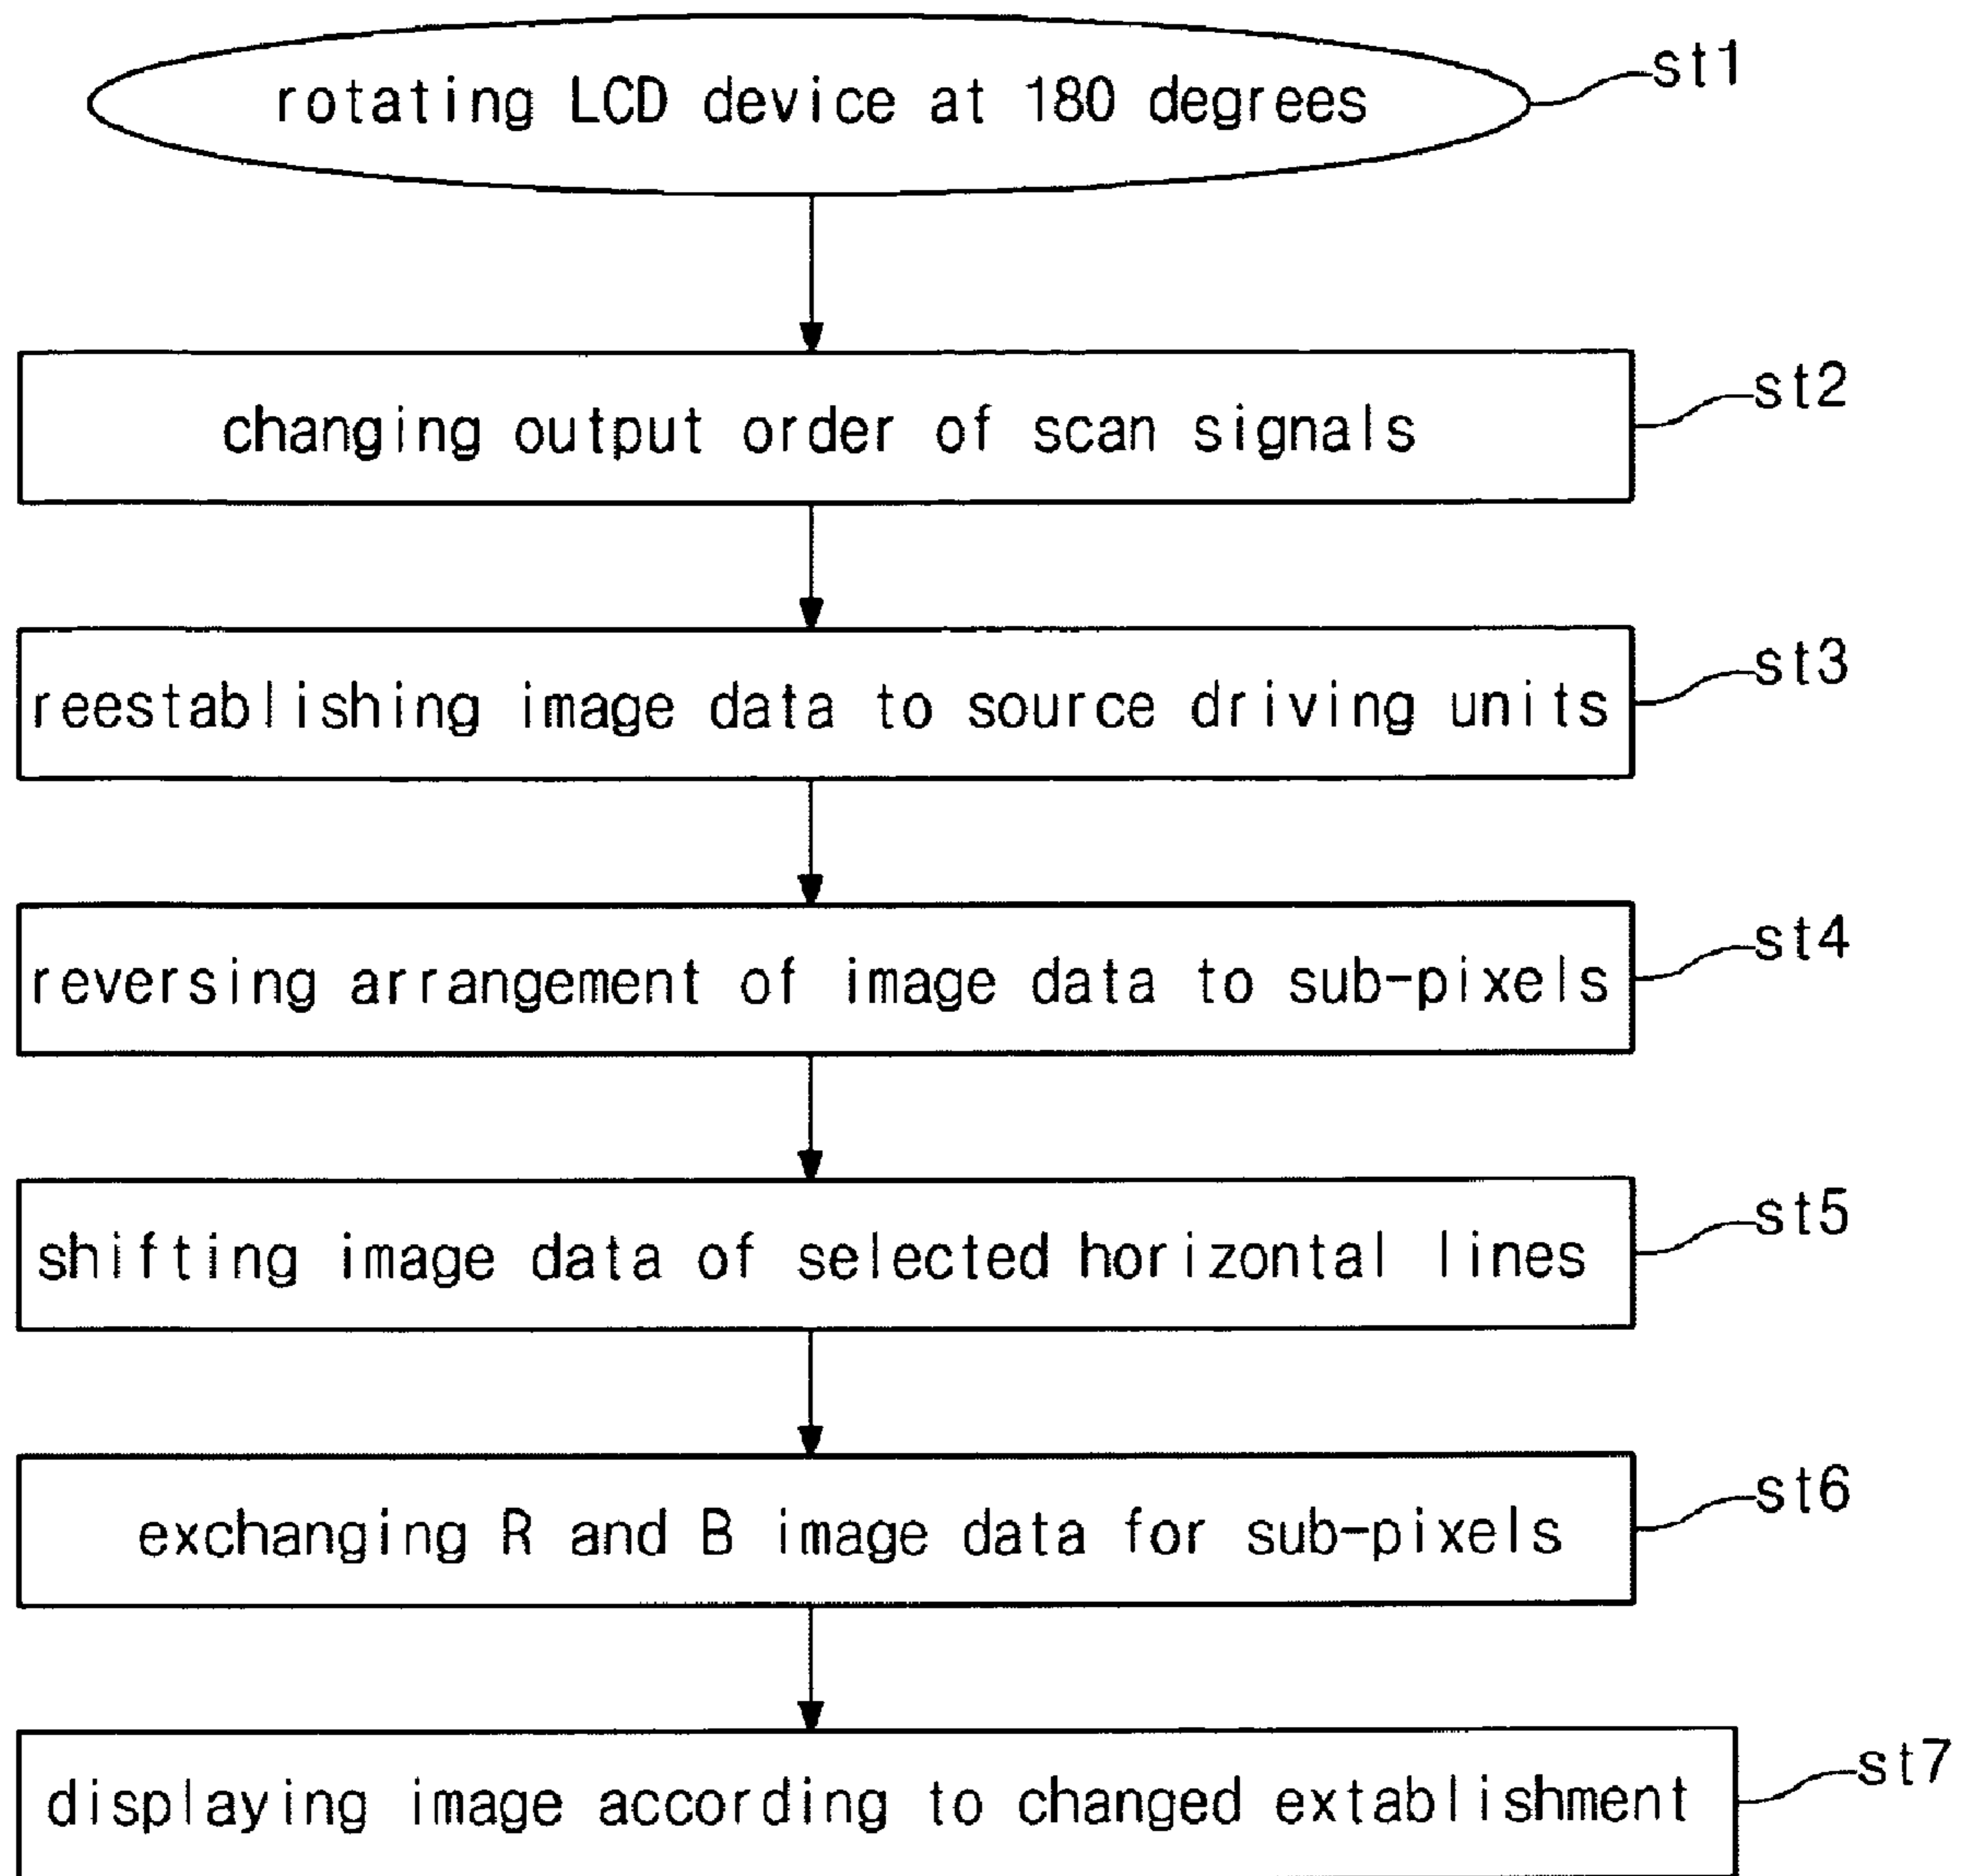 rotating LCD device at 180 degrees
st1
changing output order of scan signals
st2
reestablishing image data to source driving units
st3
reversing arrangement of image data to sub-pixels
st4
shifting image data of selected horizontal lines
st5
exchanging R and B image data for sub-pixels
st6
displaying image according to changed extablishment
st7